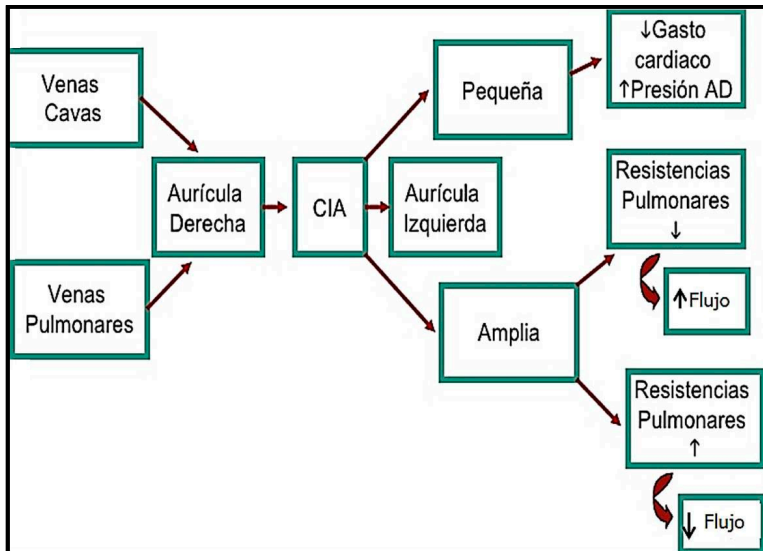 Venas
Cavas
Venas
Pulmonares
Aurícula
Derecha
CIA
Pequeña
↓Gasto
cardiaco
↑Presión AD
Aurícula
Izquierda
Amplia
Resistencias
Pulmonares
↓
↑Flujo
Resistencias
Pulmonares
↑
↓ Flujo